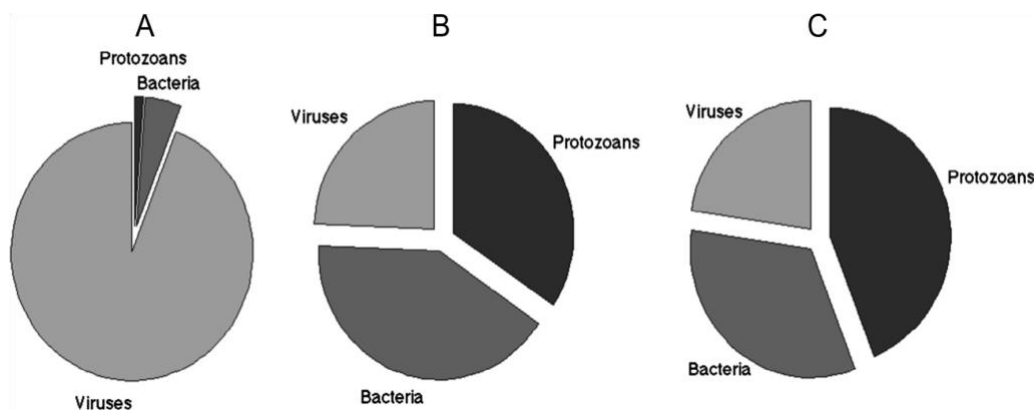 A
B
C
Protozoans
Bacteria
Viruses
Viruses
Protozoans
Bacteria
Viruses
Protozoans
Bacteria